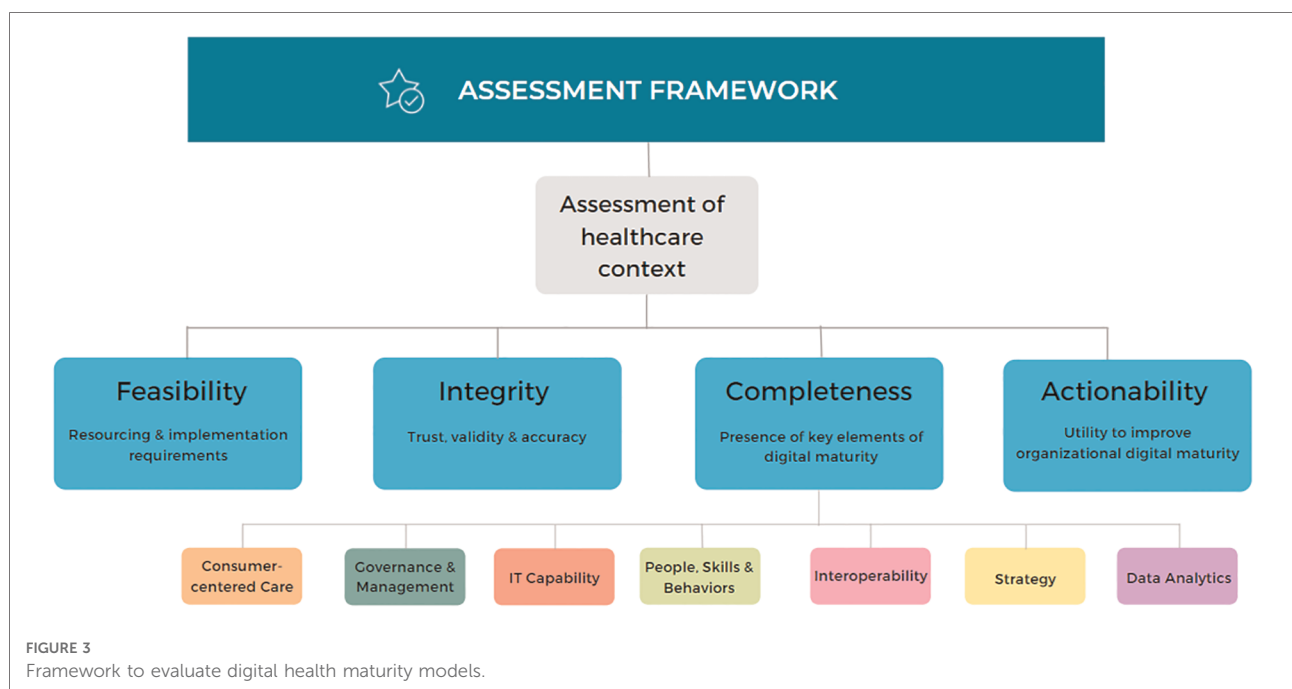 ASSESSMENT FRAMEWORK
Assessment of
healthcare
context
Feasibility
Resourcing & implementation
requirements
Integrity
Trust, validity & accuracy
Completeness
Presence of key elements of
digital maturity
Actionability
Utility to improve
organizational digital maturity
Consumer-
centered Care
Governance &
Management
IT Capability
People, Skills &
Behaviors
Interoperability
Strategy
Data Analytics
FIGURE 3
Framework to evaluate digital health maturity models.